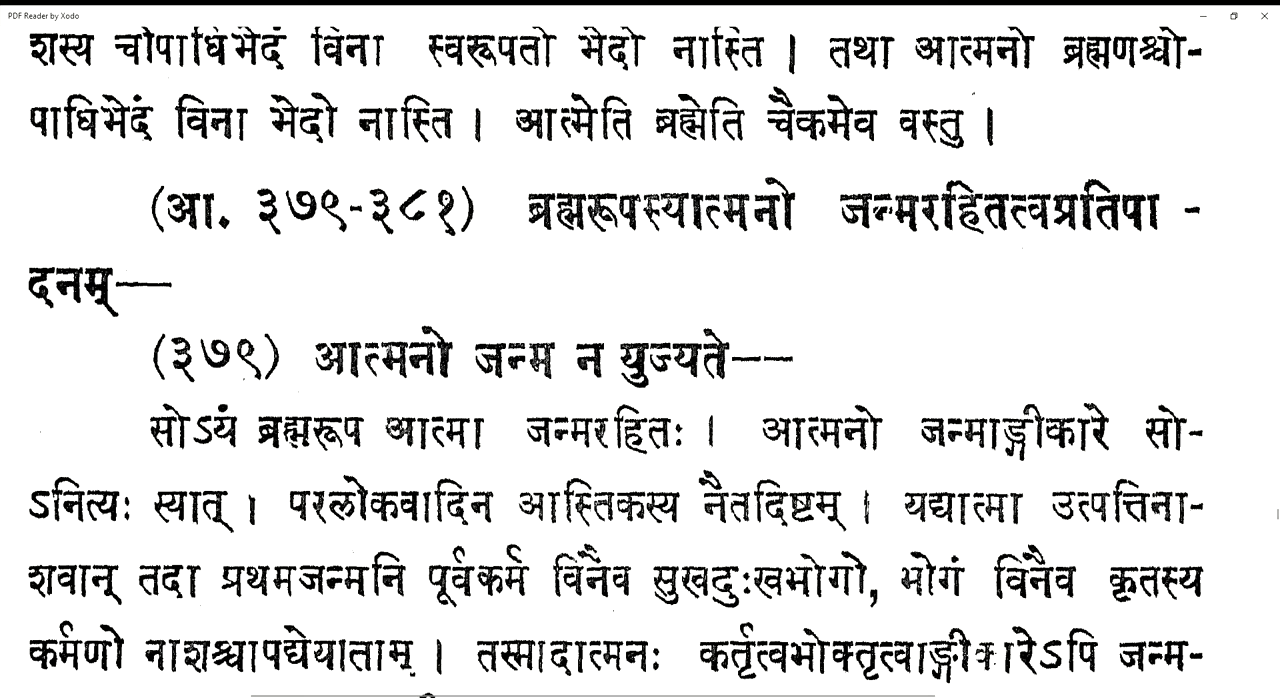 PDF Reader by Xodo
शस्य चोपाधिभेदं विना स्वरूपतो भेदो नास्ति । तथा आत्मनो ब्रह्मणश्चो-
पाधिभेदं विना भेदो नास्ति । आत्मेति ब्रह्मेति चैकमेव वस्तु ।
(आ. ३७९-३८१) ब्रह्मरूपस्यात्मनो जन्मरहितत्वप्रतिपा -
दनम्—
(३७९) आत्मनो जन्म न युज्यते——
सोऽयं ब्रह्मरूप आत्मा जन्मरहितः । आत्मनो जन्माङ्गीकारे सो-
ऽनित्यः स्यात् । परलोकवादिन आस्तिकस्य नैतदिष्टम् । यद्यात्मा उत्पत्तिना-
शवान् तदा प्रथमजन्मनि पूर्वकर्म विनैव सुखदुःखभोगो, भोगं विनैव कृतस्य
कर्मणो नाशश्चापद्येयाताम् । तस्मादात्मनः कर्तृत्वभोक्तृत्वाङ्गीकारेऽपि जन्म-